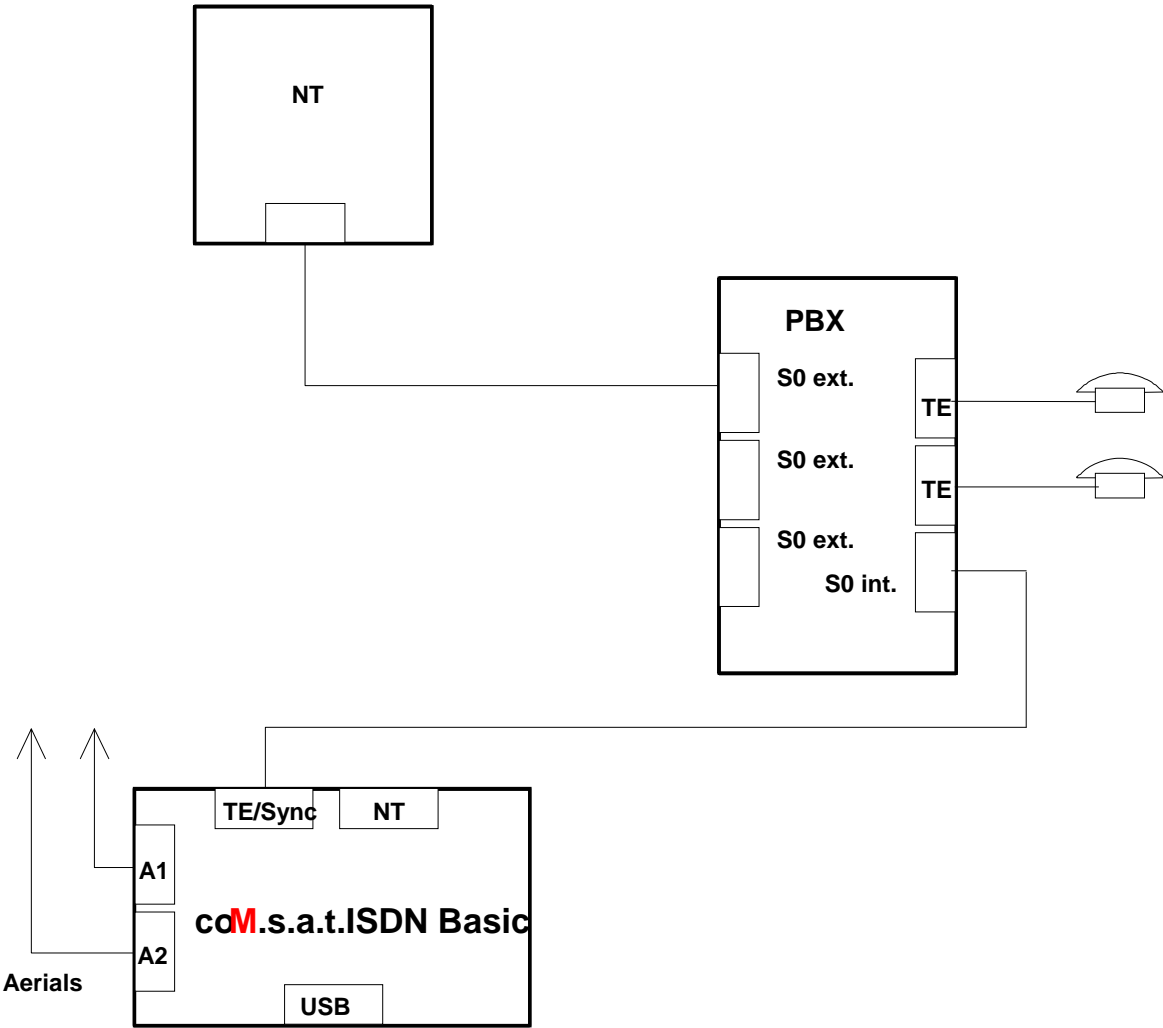 NT
PBX
S0 ext.
TE
S0 ext.
TE
S0 ext.
S0 int.
TE/Sync
NT
A1
coM.s.a.t.ISDN Basic
A2
Aerials
USB